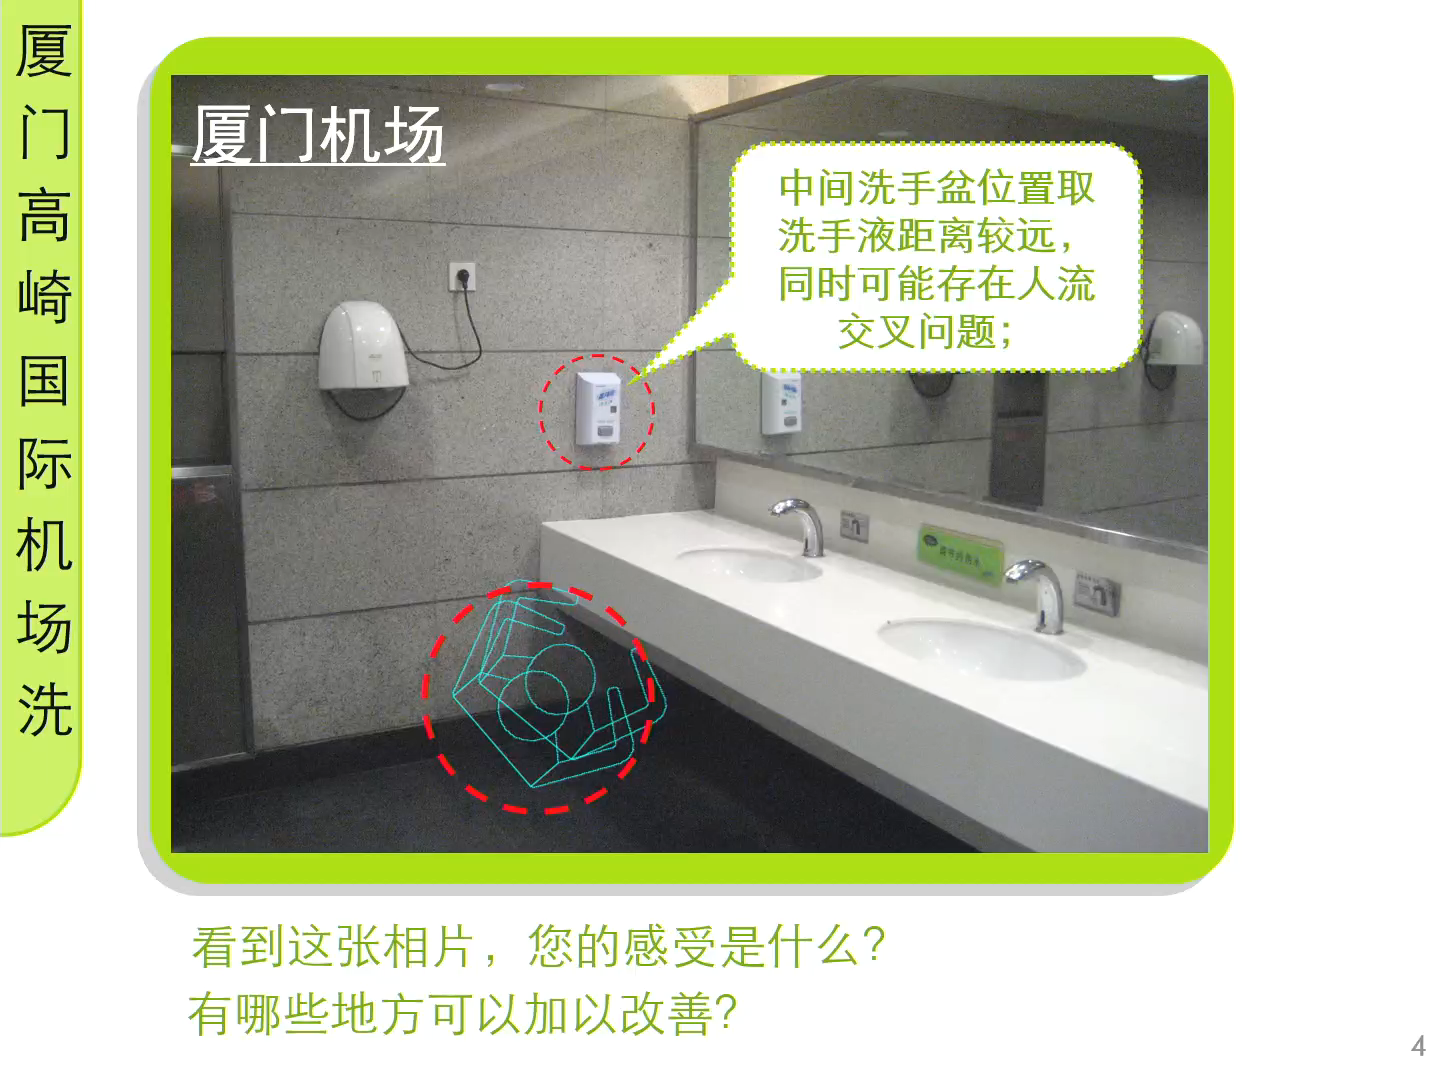 厦门高崎国际机场洗
厦门机场
中间洗手盆位置取
洗手液距离较远，
同时可能存在人流
交叉问题；
看到这张相片，您的感受是什么？
有哪些地方可以加以改善？
4